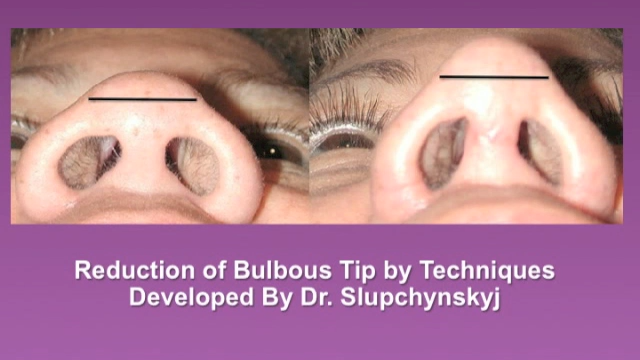 Reduction of Bulbous Tip by Techniques
Developed By Dr. Slupchynskyj